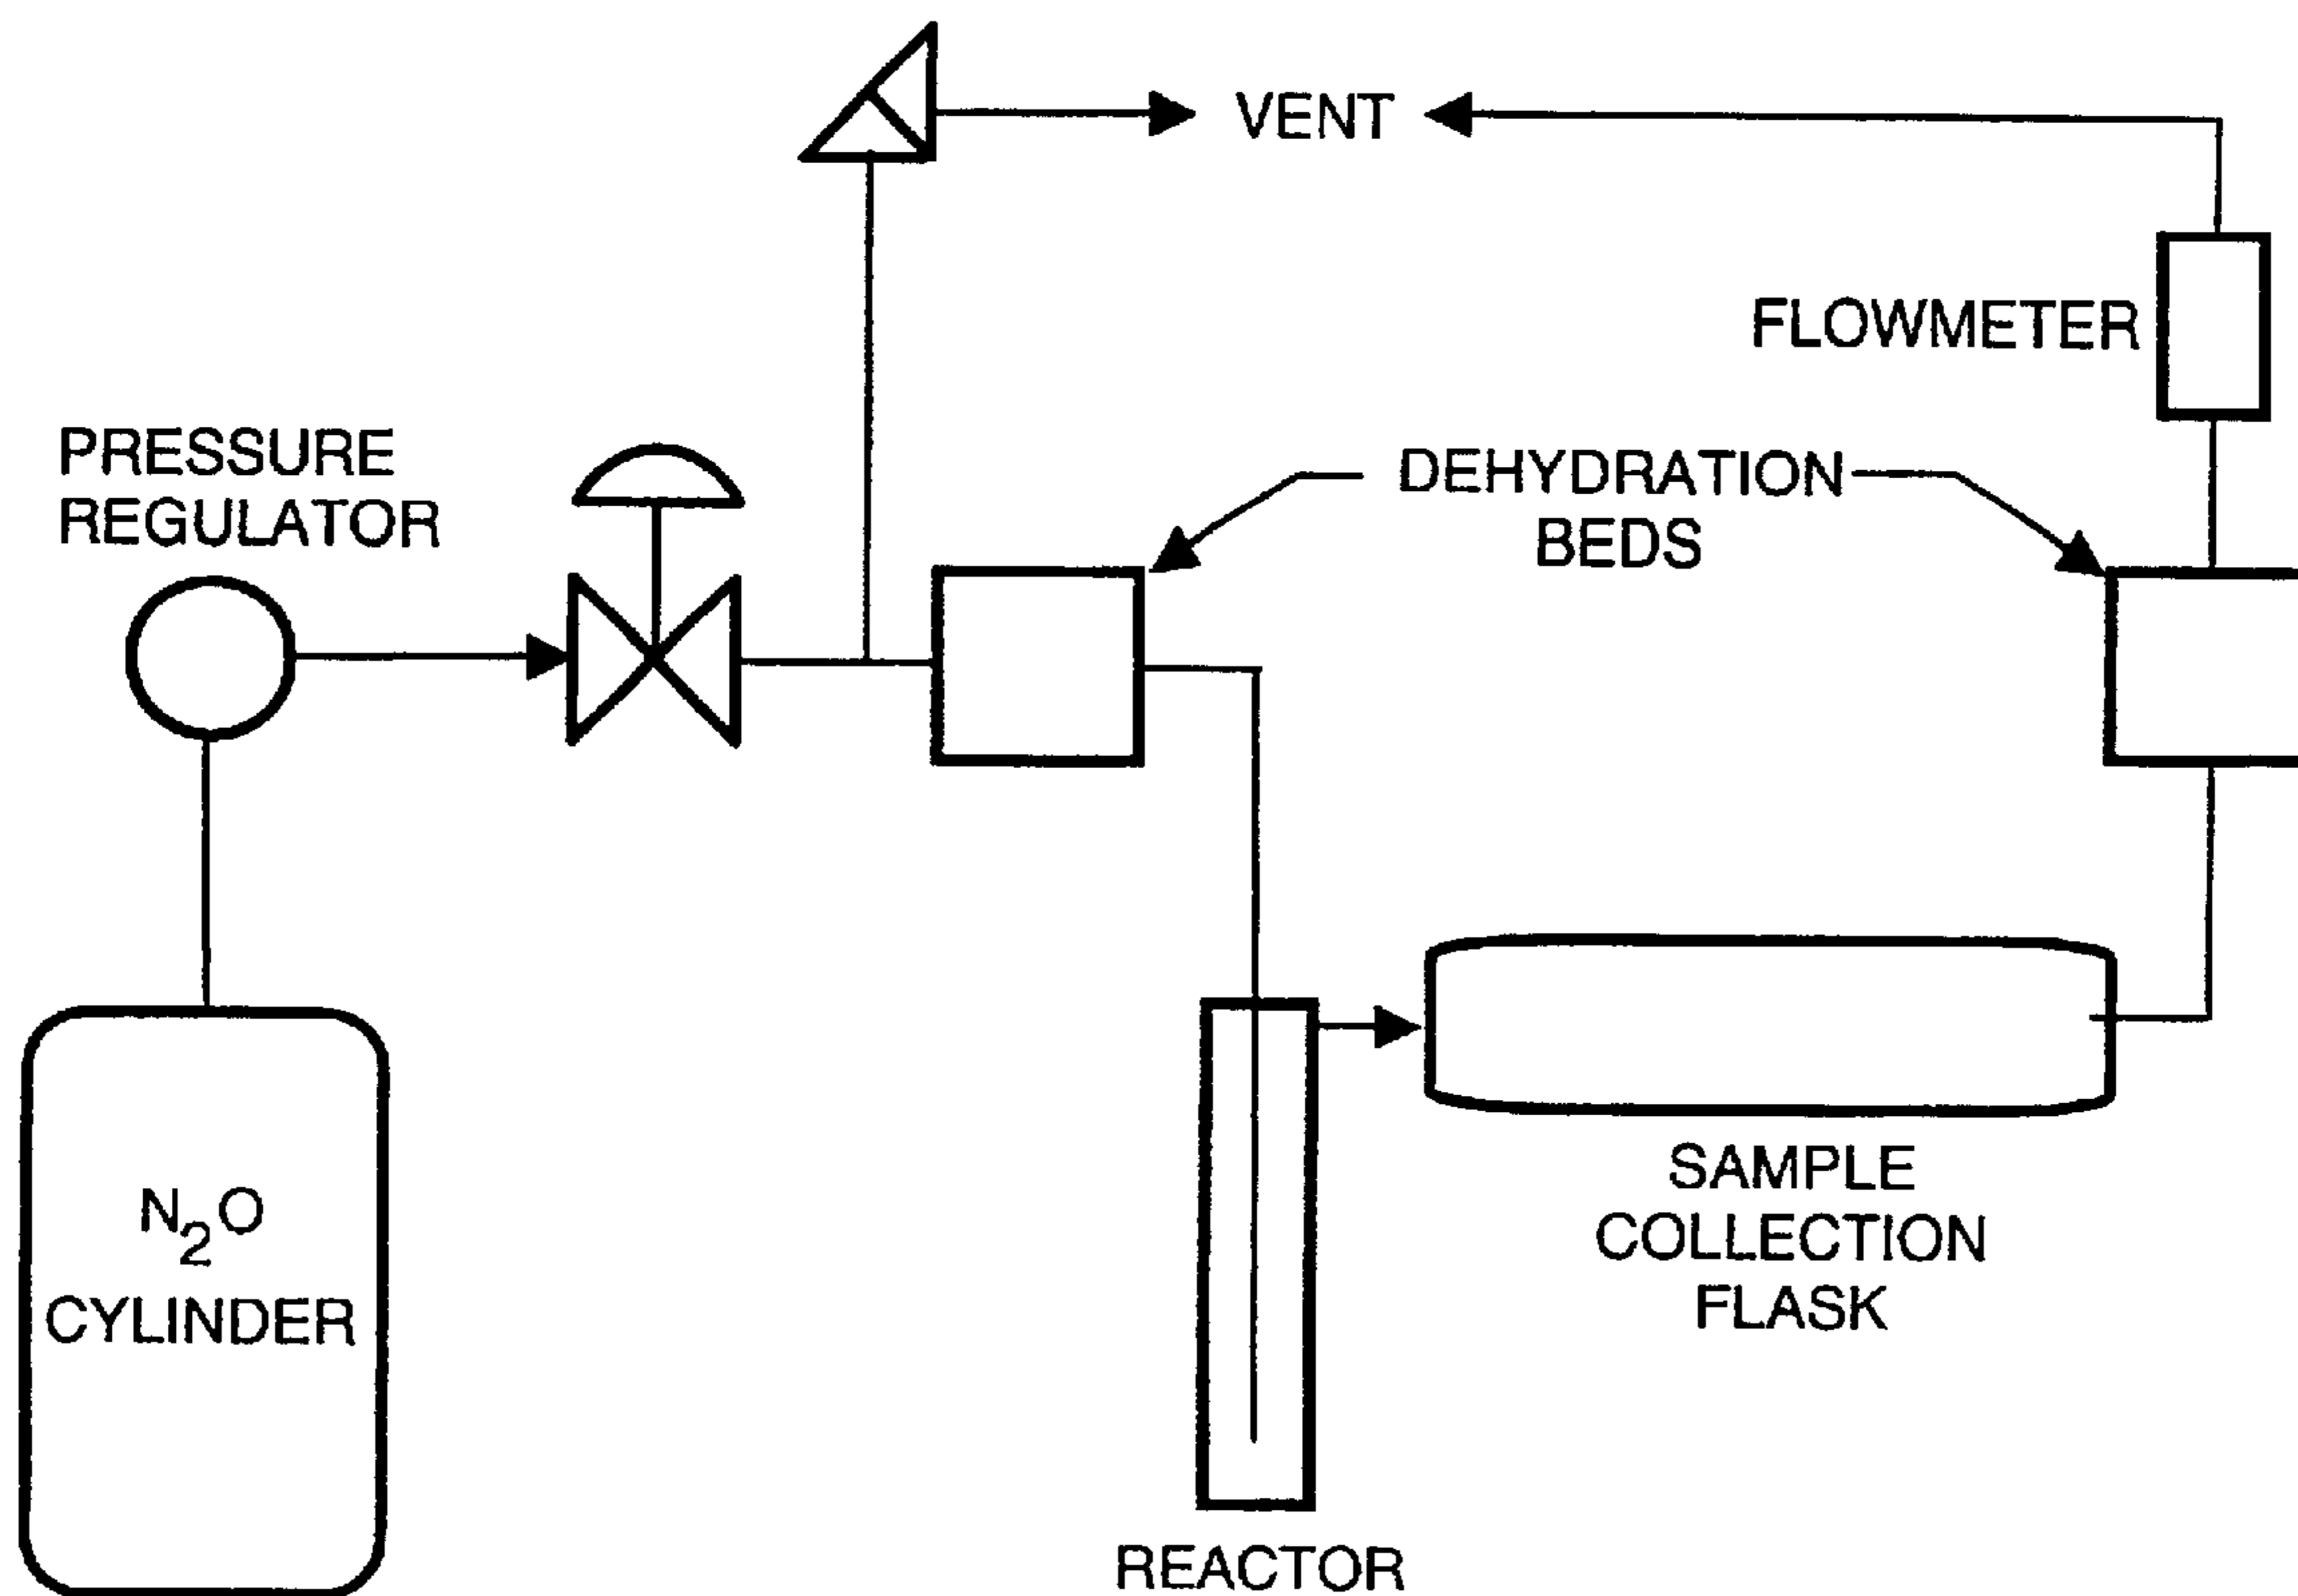 VENT
FLOWMETER
PRESSURE
REGULATOR
DEHYDRATION
BEDS
N₂O
CYLINDER
SAMPLE
COLLECTION
FLASK
REACTOR